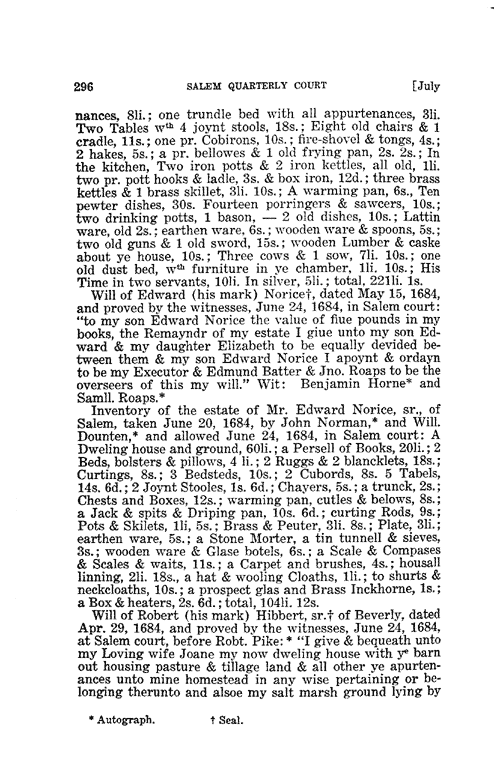 296 SALEM QUARTERLY COURT [July
nances, 8li.; one trundle bed with all appurtenances, 3li.
Two Tables wth 4 joynt stools, 18s.; Eight old chairs & 1
cradle, 11s.; one pr. Cobirons, 10s.; fire-shovel & tongs, 4s.;
2 hakes, 5s.; a pr. bellowes & 1 old frying pan, 2s. 2s.; In
the kitchen, Two iron potts & 2 iron kettles, all old, 1li.
two pr. pott hooks & ladle, 3s. & box iron, 12d.; three brass
kettles & 1 brass skillet, 3li. 10s.; A warming pan, 6s., Ten
pewter dishes, 30s. Fourteen porringers & sawcers, 10s.;
two drinking potts, 1 bason, — 2 old dishes, 10s.; Lattin
ware, old 2s.; earthen ware, 6s.; wooden ware & spoons, 5s.;
two old guns & 1 old sword, 15s.; wooden Lumber & caske
about ye house, 10s.; Three cows & 1 sow, 7li. 10s.; one
old dust bed, wth furniture in ye chamber, 1li. 10s.; His
Time in two servants, 10li. In silver, 5li.; total, 221li. 1s.
Will of Edward (his mark) Norice†, dated May 15, 1684,
and proved by the witnesses, June 24, 1684, in Salem court:
"to my son Edward Norice the value of fiue pounds in my
books, the Remayndr of my estate I giue unto my son Ed-
ward & my daughter Elizabeth to be equally devided be-
tween them & my son Edward Norice I apoynt & ordayn
to be my Executor & Edmund Batter & Jno. Roaps to be the
overseers of this my will." Wit: Benjamin Horne* and
Samll. Roaps.*
Inventory of the estate of Mr. Edward Norice, sr., of
Salem, taken June 20, 1684, by John Norman,* and Will.
Dounten,* and allowed June 24, 1684, in Salem court: A
Dweling house and ground, 60li.; a Persell of Books, 20li.; 2
Beds, bolsters & pillows, 4 li.; 2 Ruggs & 2 blancklets, 18s.;
Curtings, 8s.; 3 Bedsteds, 10s.; 2 Cubords, 8s. 5 Tabels,
14s. 6d.; 2 Joynt Stooles, 1s. 6d.; Chayers, 5s.; a trunck, 2s.;
Chests and Boxes, 12s.; warming pan, cutles & belows, 8s.;
a Jack & spits & Driping pan, 10s. 6d.; curting Rods, 9s.;
Pots & Skilets, 1li, 5s.; Brass & Peuter, 3li. 8s.; Plate, 3li.;
earthen ware, 5s.; a Stone Morter, a tin tunnell & sieves,
3s.; wooden ware & Glase botels, 6s.; a Scale & Compases
& Scales & waits, 11s.; a Carpet and brushes, 4s.; housall
linning, 2li. 18s., a hat & wooling Cloaths, 1li.; to shurts &
neckcloaths, 10s.; a prospect glas and Brass Inckhorne, 1s.;
a Box & heaters, 2s. 6d.; total, 104li. 12s.
Will of Robert (his mark) Hibbert, sr.† of Beverly, dated
Apr. 29, 1684, and proved by the witnesses, June 24, 1684,
at Salem court, before Robt. Pike: * "I give & bequeath unto
my Loving wife Joane my now dweling house with ye barn
out housing pasture & tillage land & all other ye apurten-
ances unto mine homestead in any wise pertaining or be-
longing therunto and alsoe my salt marsh ground lying by
* Autograph. † Seal.